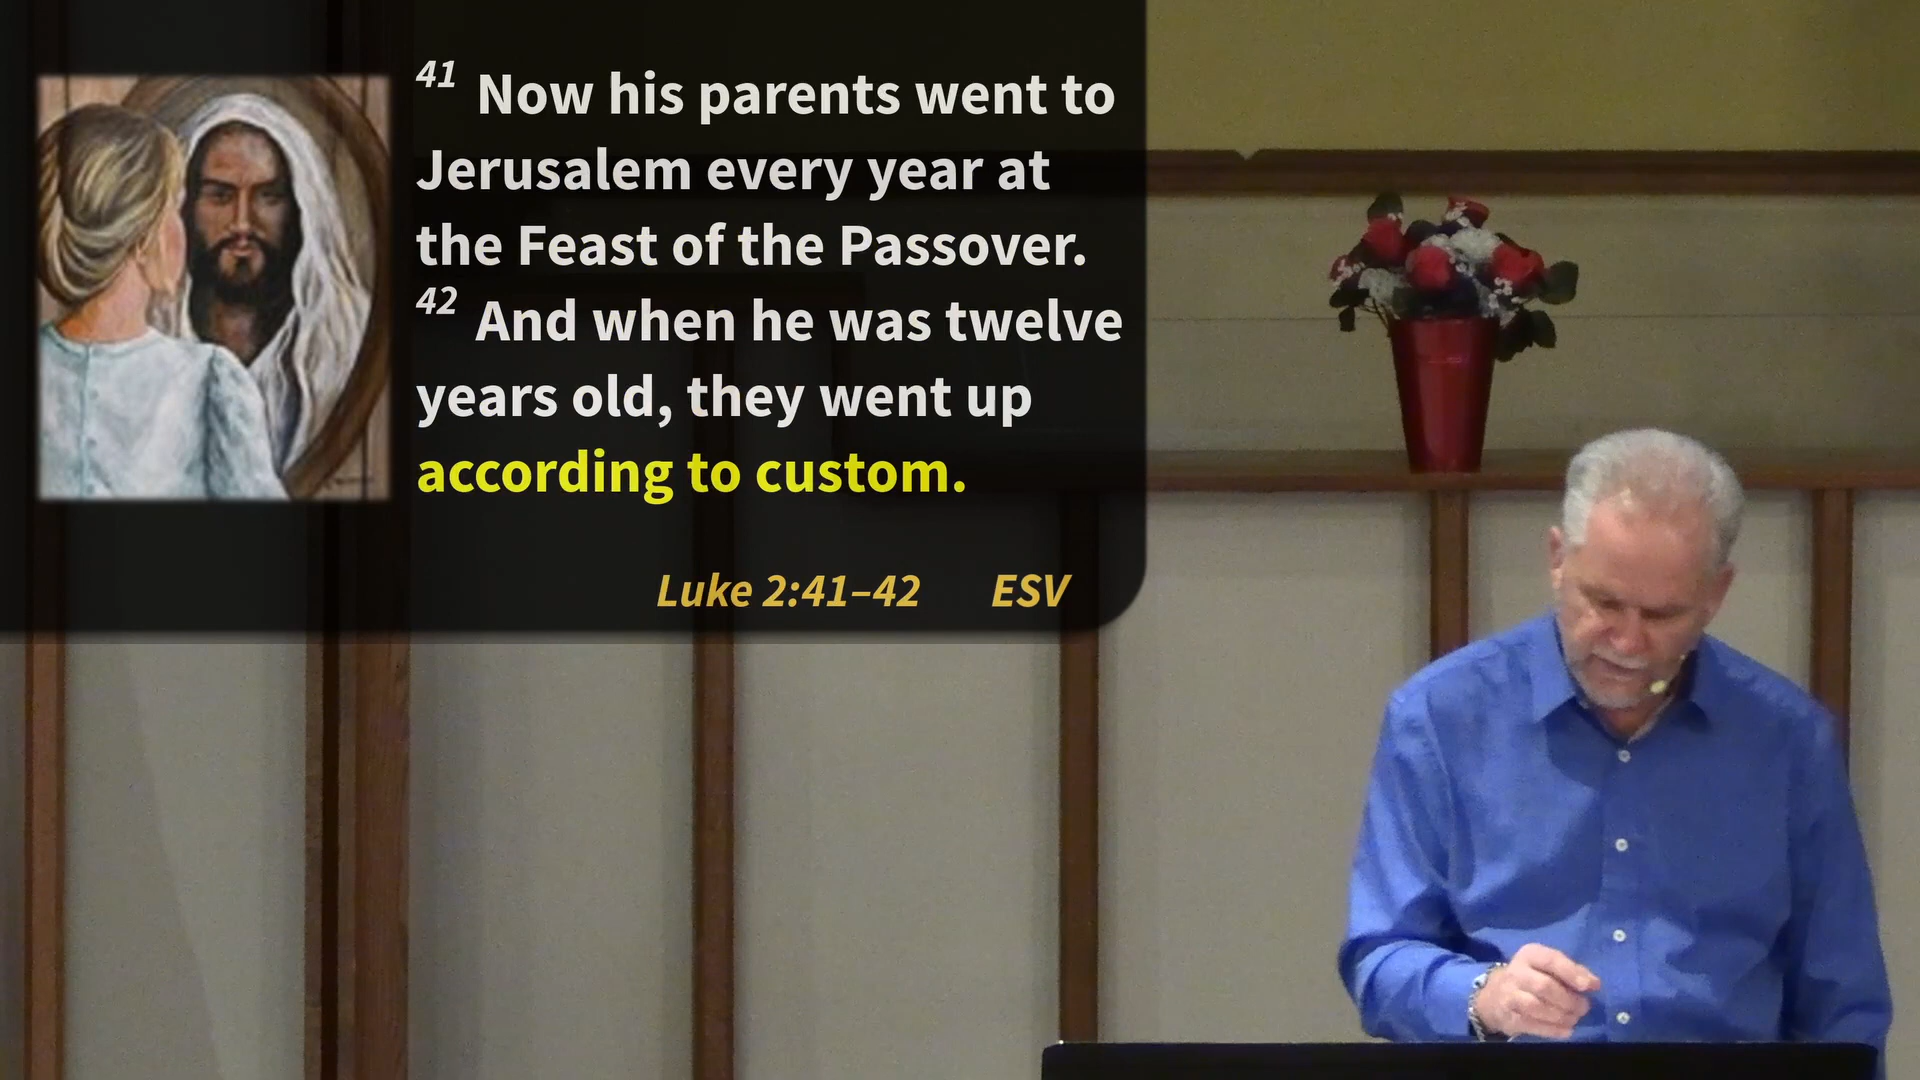 41 Now his parents went to
Jerusalem every year at
the Feast of the Passover.
42 And when he was twelve
years old, they went up
according to custom.
Luke 2:41–42 ESV